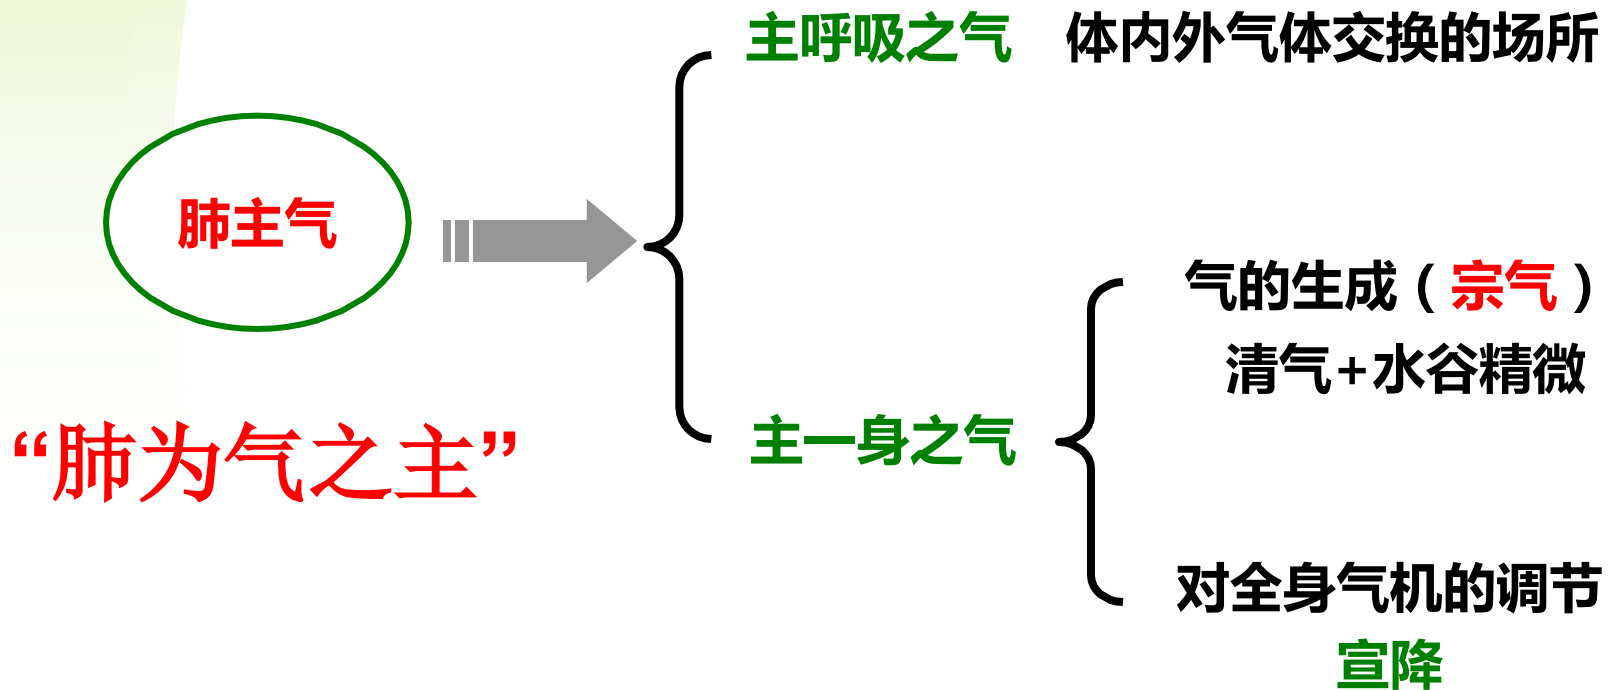 主呼吸之气 体内外气体交换的场所
肺主气
气的生成（宗气）
清气+水谷精微
“肺为气之主”
主一身之气
对全身气机的调节
宣降